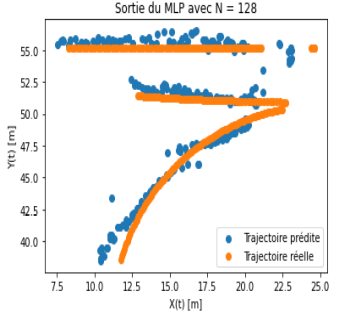 Sortie du MLP avec N = 128
Y(t) [m]
55.0
52.5
50.0
47.5
45.0
42.5
40.0
Trajectoire prédite
Trajectoire réelle
7.5 10.0 12.5 15.0 17.5 20.0 22.5 25.0
X(t) [m]